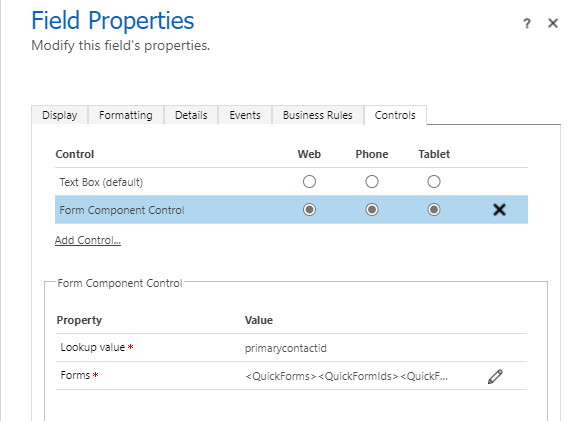 Field Properties
?
Modify this field's properties.
Display Formatting Details Events Business Rules Controls
Control Web Phone Tablet
Text Box (default)
Form Component Control
Add Control...
Form Component Control
Property Value
Lookup value * primarycontactid
Forms * <QuickForms><QuickFormIds><QuickF...